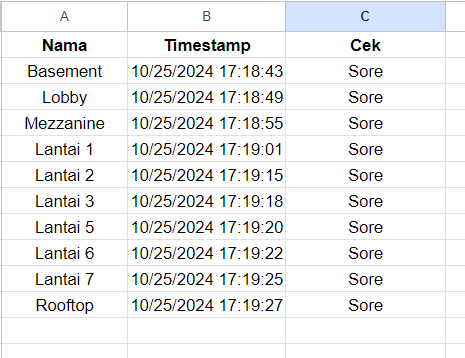 A B C
Nama Timestamp Cek
Basement 10/25/2024 17:18:43 Sore
Lobby 10/25/2024 17:18:49 Sore
Mezzanine 10/25/2024 17:18:55 Sore
Lantai 1 10/25/2024 17:19:01 Sore
Lantai 2 10/25/2024 17:19:15 Sore
Lantai 3 10/25/2024 17:19:18 Sore
Lantai 5 10/25/2024 17:19:20 Sore
Lantai 6 10/25/2024 17:19:22 Sore
Lantai 7 10/25/2024 17:19:25 Sore
Rooftop 10/25/2024 17:19:27 Sore